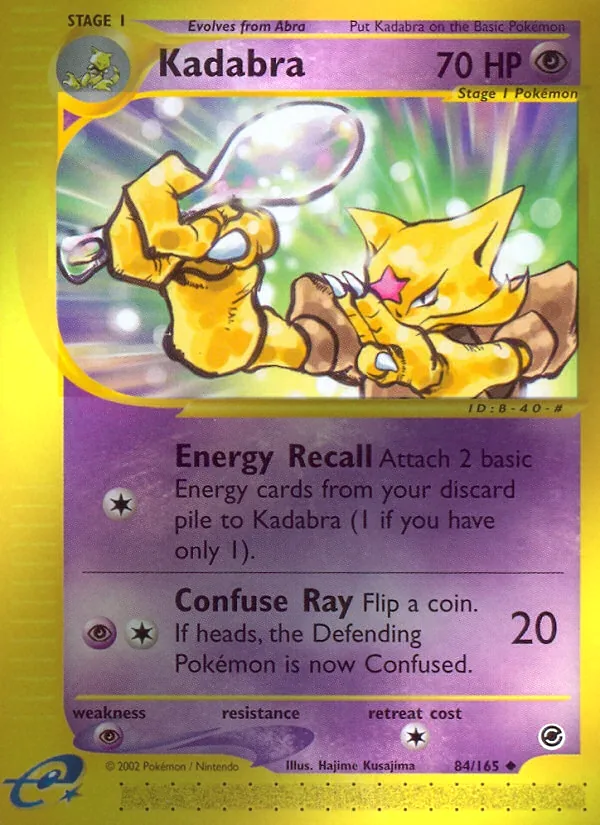 STAGE 1
Evolves from Abra
Put Kadabra on the Basic Pokémon
Kadabra
70 HP
Stage 1 Pokémon
ID:B-40-#
Energy Recall Attach 2 basic
Energy cards from your discard
pile to Kadabra (1 if you have
only 1).
Confuse Ray Flip a coin.
If heads, the Defending
Pokémon is now Confused.
20
weakness
resistance
retreat cost
© 2002 Pokémon / Nintendo
Illus. Hajime Kusajima
84/165
e